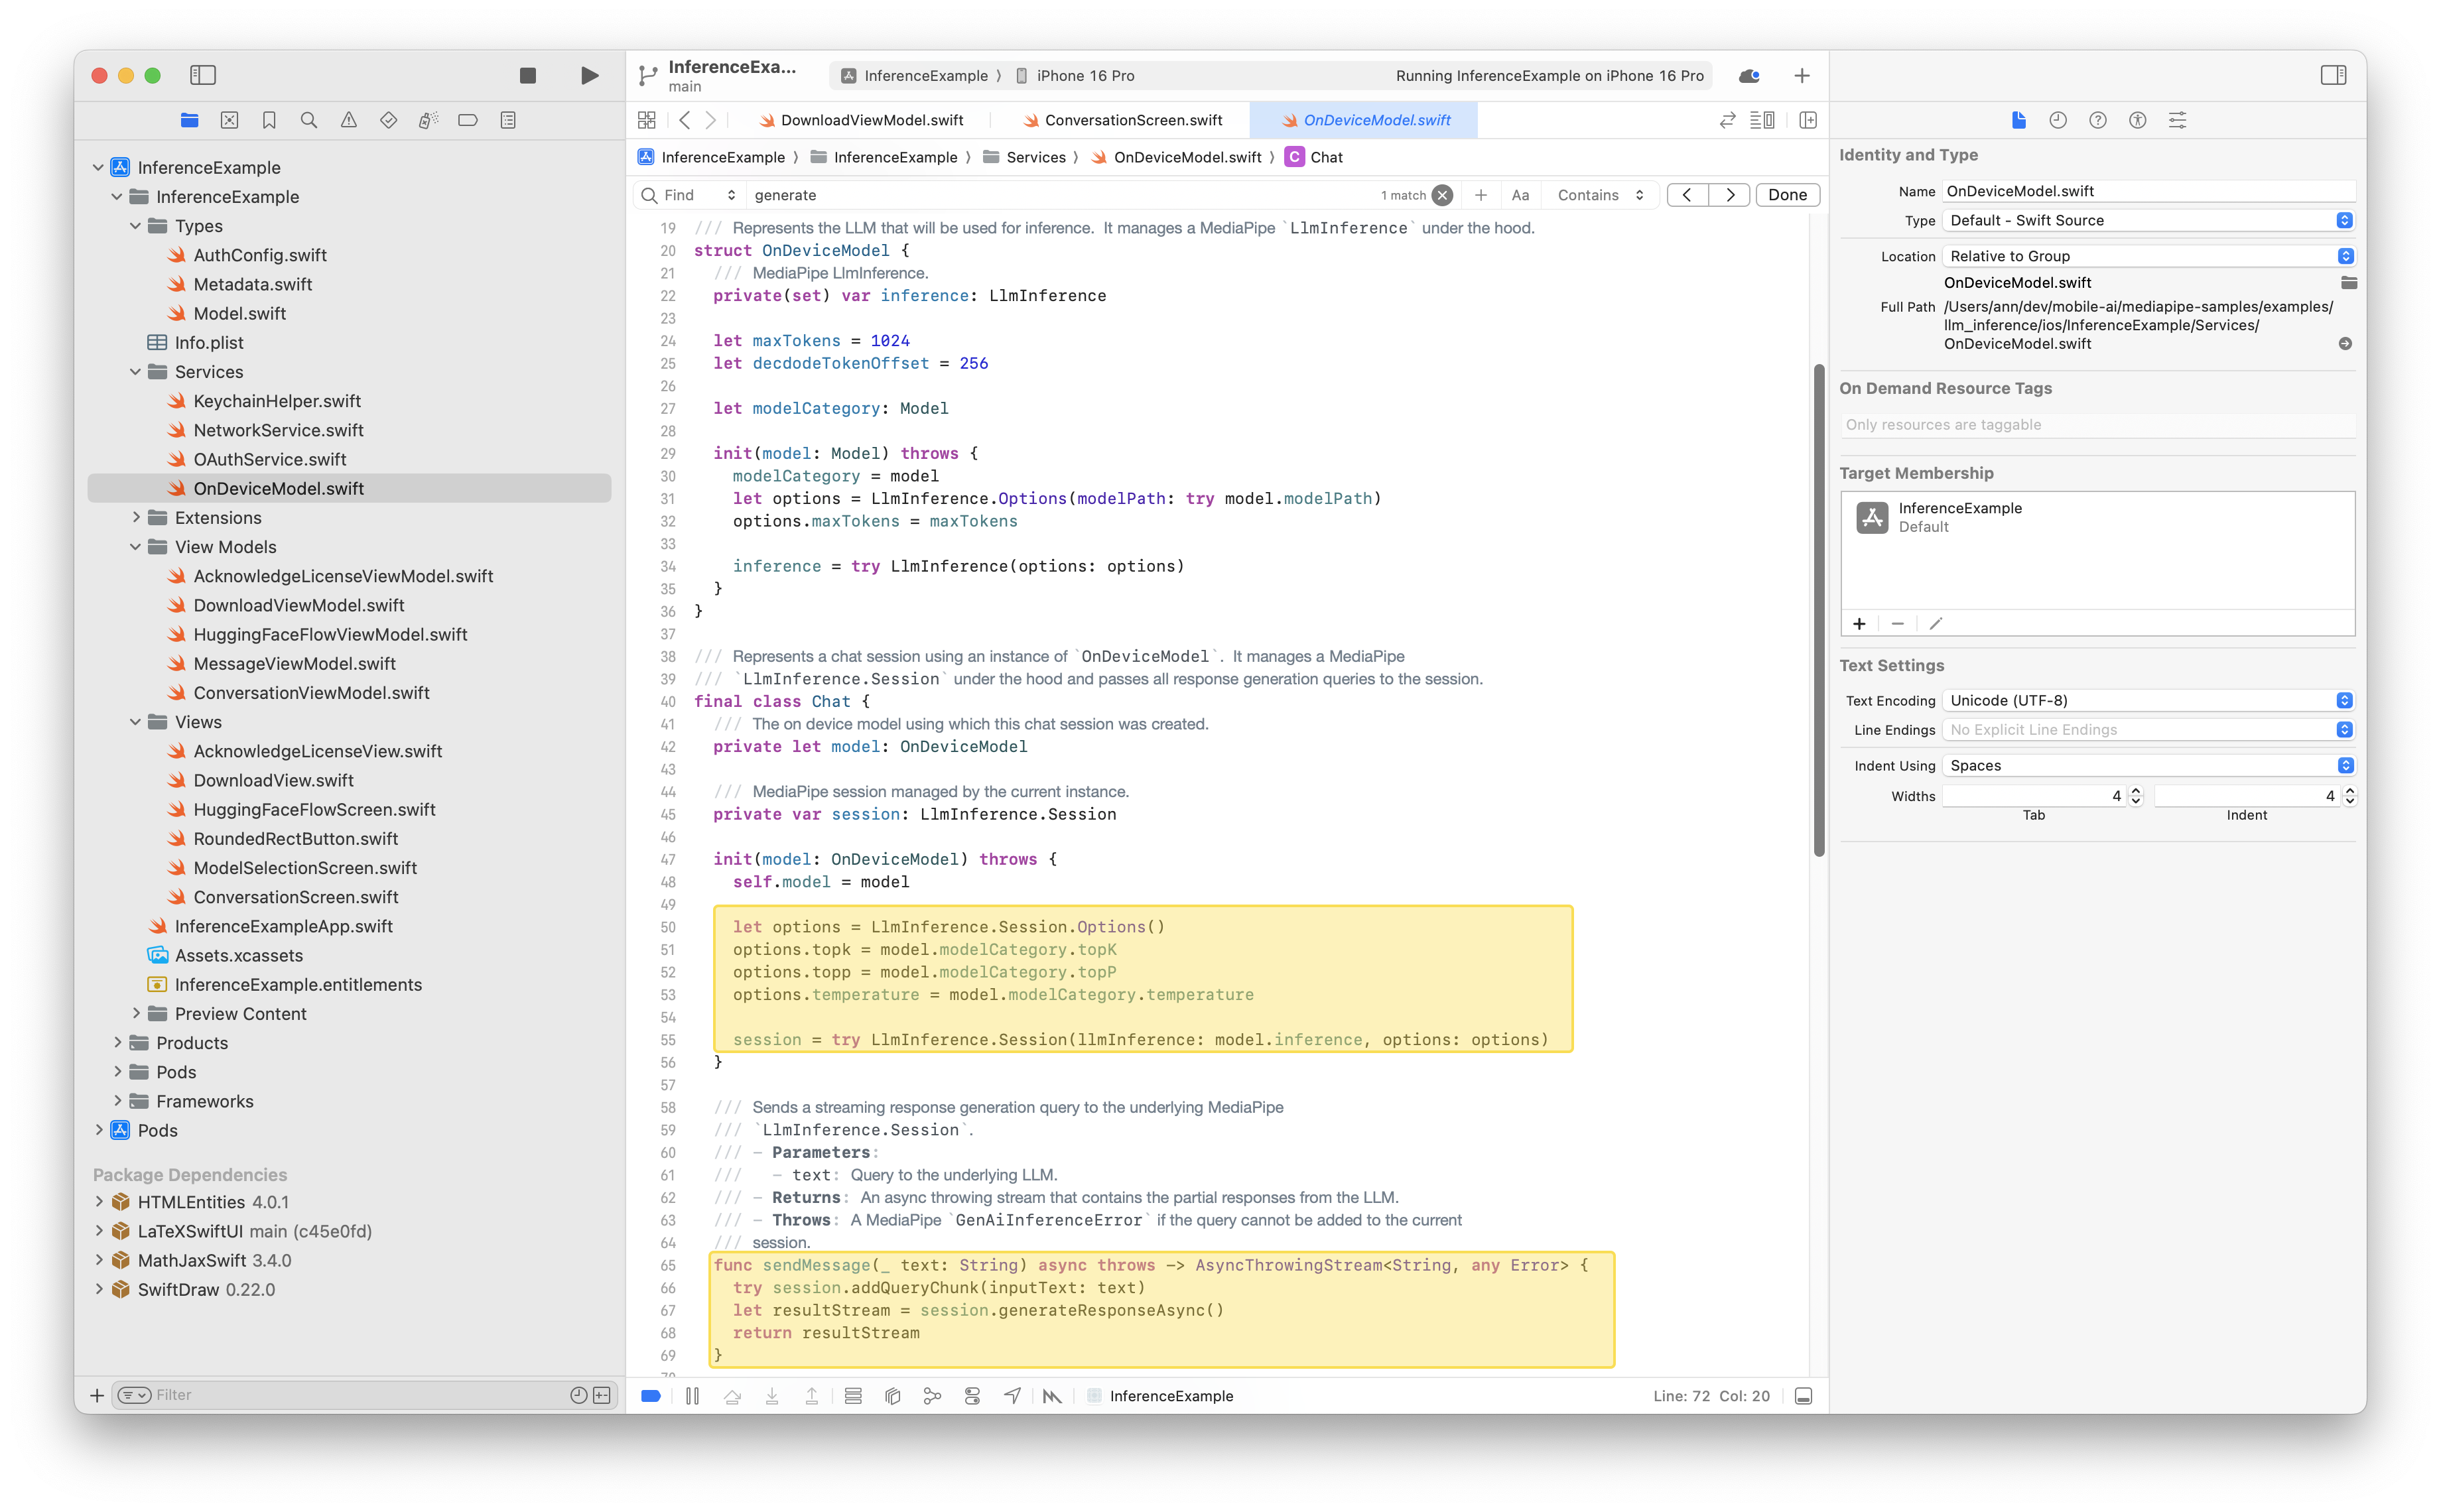 InferenceExa...
main
InferenceExample
iPhone 16 Pro
Running InferenceExample on iPhone 16 Pro
DownloadViewModel.swift
ConversationScreen.swift
OnDeviceModel.swift
InferenceExample
InferenceExample
Services
OnDeviceModel.swift
C Chat
Find
generate
1 match
Aa
Contains
Done
InferenceExample
InferenceExample
Types
AuthConfig.swift
Metadata.swift
Model.swift
Info.plist
Services
KeychainHelper.swift
NetworkService.swift
OAuthService.swift
OnDeviceModel.swift
Extensions
View Models
AcknowledgeLicenseViewModel.swift
DownloadViewModel.swift
HuggingFaceFlowViewModel.swift
MessageViewModel.swift
ConversationViewModel.swift
Views
AcknowledgeLicenseView.swift
DownloadView.swift
HuggingFaceFlowScreen.swift
RoundedRectButton.swift
ModelSelectionScreen.swift
ConversationScreen.swift
InferenceExampleApp.swift
Assets.xcassets
InferenceExample.entitlements
Preview Content
Products
Pods
Frameworks
Pods
Package Dependencies
HTMLEntities 4.0.1
LaTeXSwiftUI main (c45e0fd)
MathJaxSwift 3.4.0
SwiftDraw 0.22.0
Filter
19 /// Represents the LLM that will be used for inference. It manages a MediaPipe `LlmInference` under the hood.
20 struct OnDeviceModel {
21 /// MediaPipe LlmInference.
22 private(set) var inference: LlmInference
23
24 let maxTokens = 1024
25 let decdodeTokenOffset = 256
26
27 let modelCategory: Model
28
29 init(model: Model) throws {
30 modelCategory = model
31 let options = LlmInference.Options(modelPath: try model.modelPath)
32 options.maxTokens = maxTokens
33
34 inference = try LlmInference(options: options)
35 }
36 }
37
38 /// Represents a chat session using an instance of `OnDeviceModel`. It manages a MediaPipe
39 /// `LlmInference.Session` under the hood and passes all response generation queries to the session.
40 final class Chat {
41 /// The on device model using which this chat session was created.
42 private let model: OnDeviceModel
43
44 /// MediaPipe session managed by the current instance.
45 private var session: LlmInference.Session
46
47 init(model: OnDeviceModel) throws {
48 self.model = model
49
50 let options = LlmInference.Session.Options()
51 options.topk = model.modelCategory.topK
52 options.topp = model.modelCategory.topP
53 options.temperature = model.modelCategory.temperature
54
55 session = try LlmInference.Session(llmInference: model.inference, options: options)
56 }
57
58 /// Sends a streaming response generation query to the underlying MediaPipe
59 /// `LlmInference.Session`.
60 /// - Parameters:
61 /// - text: Query to the underlying LLM.
62 /// - Returns: An async throwing stream that contains the partial responses from the LLM.
63 /// - Throws: A MediaPipe `GenAiInferenceError` if the query cannot be added to the current
64 /// session.
65 func sendMessage(_ text: String) async throws -> AsyncThrowingStream<String, any Error> {
66 try session.addQueryChunk(inputText: text)
67 let resultStream = session.generateResponseAsync()
68 return resultStream
69 }
InferenceExample
Line: 72 Col: 20
Identity and Type
Name OnDeviceModel.swift
Type Default - Swift Source
Location Relative to Group
OnDeviceModel.swift
Full Path /Users/ann/dev/mobile-ai/mediapipe-samples/examples/
llm_inference/ios/InferenceExample/Services/
OnDeviceModel.swift
On Demand Resource Tags
Only resources are taggable
Target Membership
InferenceExample
Default
Text Settings
Text Encoding Unicode (UTF-8)
Line Endings No Explicit Line Endings
Indent Using Spaces
Widths 4 4
Tab Indent